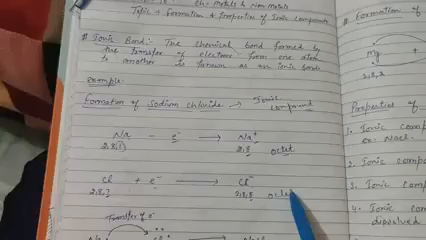 Ch. Metals & Non Metals
Topic → Formation & Properties of Ionic Compounds
# Ionic Bond: The chemical bond formed by
the transfer of electrons from one atom
to another is known as an ionic bond.
Example
Formation of Sodium chloride → Ionic
compound
Na - e⁻ → Na⁺
2,8,1 2,8 octet
Cl + e⁻ → Cl⁻
2,8,7 2,8,8 octet
Transfer of e⁻
# Formation of
Mg +
2,8,2
Properties of
1. Ionic comp
ex. NaCl.
2. Ionic compo
3. Ionic comp
4. Ionic com
dissolved